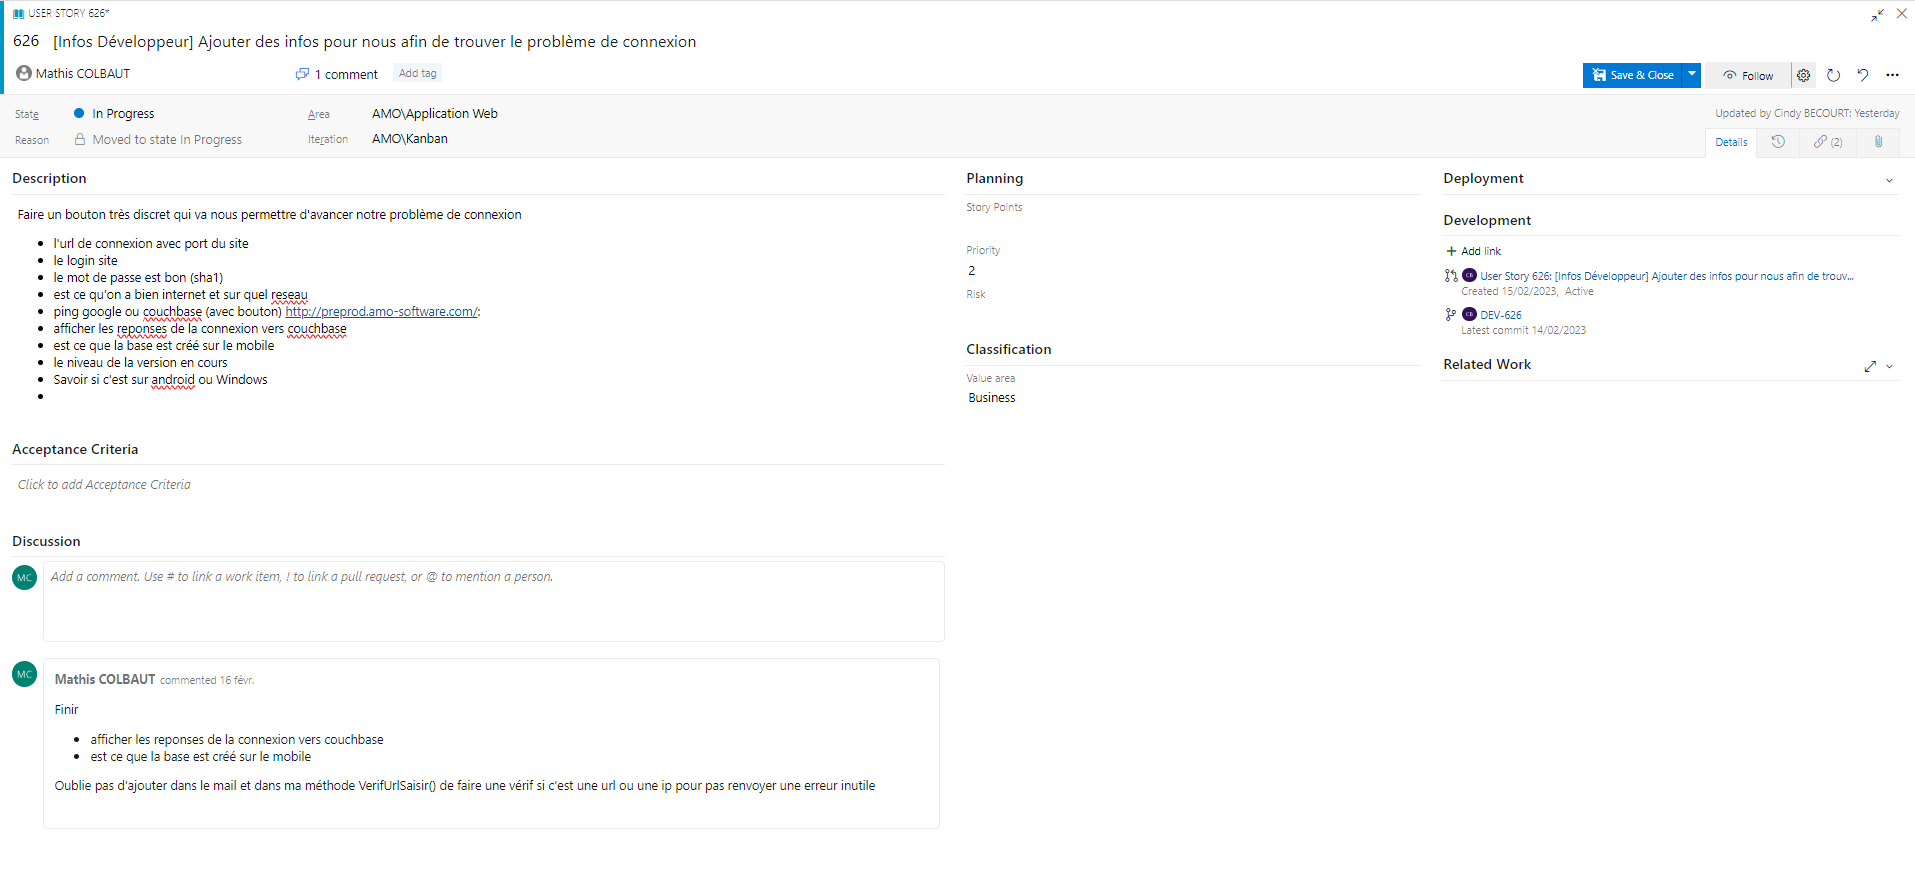 USER STORY 626*
626 [Infos Développeur] Ajouter des infos pour nous afin de trouver le problème de connexion
Mathis COLBAUT
1 comment
Add tag
Save & Close
Follow
State
In Progress
Area
AMO\Application Web
Updated by Cindy BECOURT: Yesterday
Reason
Moved to state In Progress
Iteration
AMO\Kanban
Details
(2)
Description
Faire un bouton très discret qui va nous permettre d'avancer notre problème de connexion
l'url de connexion avec port du site
le login site
le mot de passe est bon (sha1)
est ce qu'on a bien internet et sur quel reseau
ping google ou couchbase (avec bouton) http://preprod.amo-software.com/:
afficher les reponses de la connexion vers couchbase
est ce que la base est créé sur le mobile
le niveau de la version en cours
Savoir si c'est sur android ou Windows
Acceptance Criteria
Click to add Acceptance Criteria
Discussion
MC
Add a comment. Use # to link a work item, ! to link a pull request, or @ to mention a person.
MC
Mathis COLBAUT commented 16 févr.
Finir
afficher les reponses de la connexion vers couchbase
est ce que la base est créé sur le mobile
Oublie pas d'ajouter dans le mail et dans ma méthode VerifUrlSaisir() de faire une vérif si c'est une url ou une ip pour pas renvoyer une erreur inutile
Planning
Story Points
Priority
2
Risk
Classification
Value area
Business
Deployment
Development
Add link
CB User Story 626: [Infos Développeur] Ajouter des infos pour nous afin de trouv...
Created 15/02/2023, Active
CB DEV-626
Latest commit 14/02/2023
Related Work